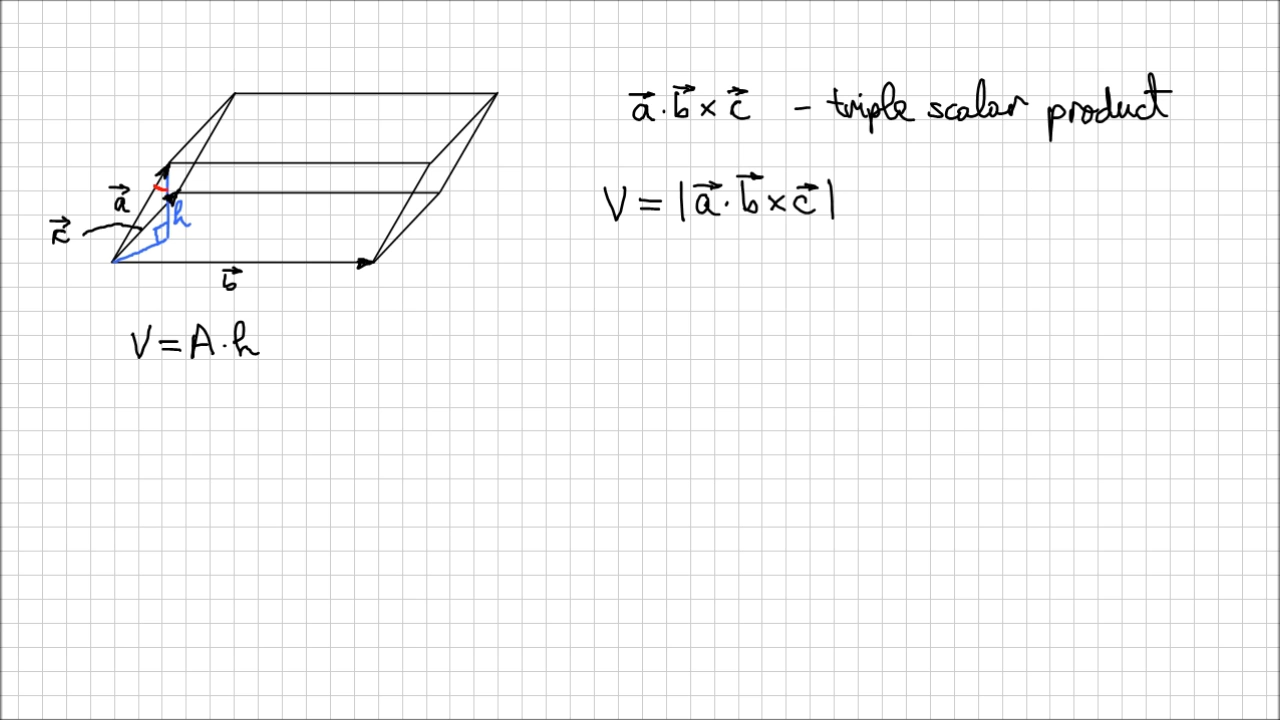 a⃗ · b⃗ × c⃗ – triple scalar product
V = |a⃗ · b⃗ × c⃗|
a⃗
c⃗
h
b⃗
V = A · h